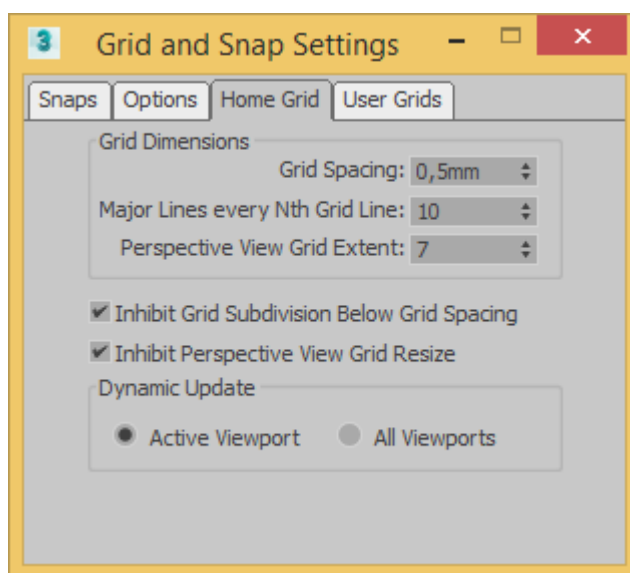 3 Grid and Snap Settings
Snaps Options Home Grid User Grids
Grid Dimensions
Grid Spacing: 0,5mm
Major Lines every Nth Grid Line: 10
Perspective View Grid Extent: 7
Inhibit Grid Subdivision Below Grid Spacing
Inhibit Perspective View Grid Resize
Dynamic Update
Active Viewport All Viewports